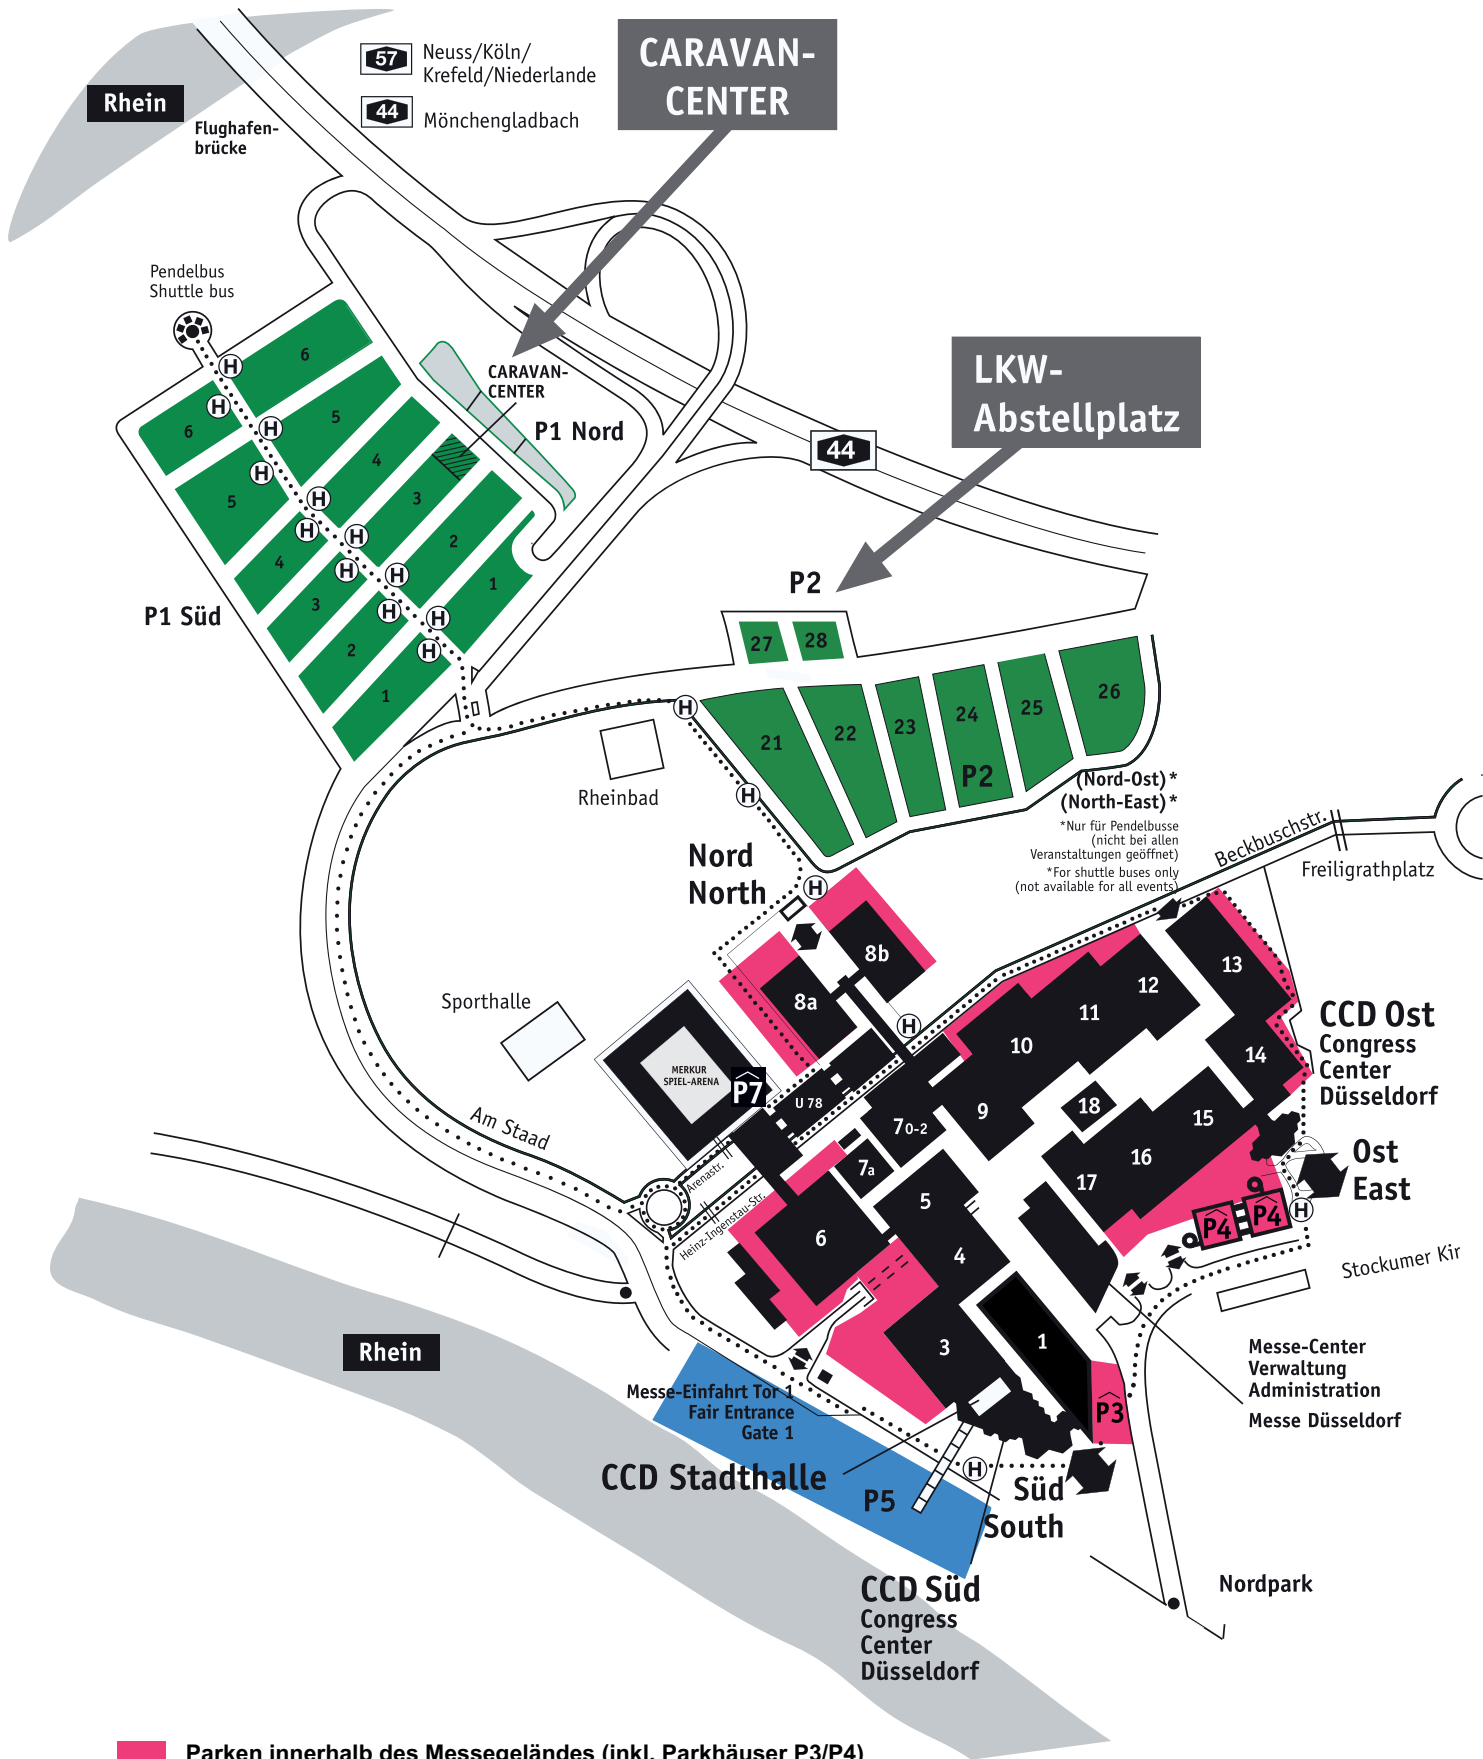 57
Neuss/Köln/
Krefeld/Niederlande
44
Mönchengladbach
CARAVAN-
CENTER
Rhein
Flughafen-
brücke
Pendelbus
Shuttle bus
CARAVAN-
CENTER
P1 Nord
LKW-
Abstellplatz
44
6
6
5
5
4
4
3
3
2
2
1
1
H
H
H
H
H
H
H
H
H
H
H
H
P1 Süd
P2
27
28
21
22
23
24
25
26
P2
H
H
H
Rheinbad
(Nord-Ost)*
(North-East)*
*Nur für Pendelbusse
(nicht bei allen
Veranstaltungen geöffnet)
*For shuttle buses only
(not available for all events)
Beckbuschstr.
Freiligrathplatz
Nord
North
8b
8a
H
Sporthalle
MERKUR
SPIEL-ARENA
P7
U 78
Am Staad
Arenastr.
Heinz-Ingenstau-Str.
13
12
11
10
9
14
15
16
17
18
7 0-2
7a
6
5
4
3
1
CCD Ost
Congress
Center
Düsseldorf
Ost
East
H
P4
P4
Stockumer Kir
Messe-Center
Verwaltung
Administration
Messe Düsseldorf
P3
Rhein
Messe-Einfahrt Tor 1
Fair Entrance
Gate 1
CCD Stadthalle
P5
H
Süd
South
CCD Süd
Congress
Center
Düsseldorf
Nordpark
Parken innerhalb des Messegeländes (inkl. Parkhäuser P3/P4)